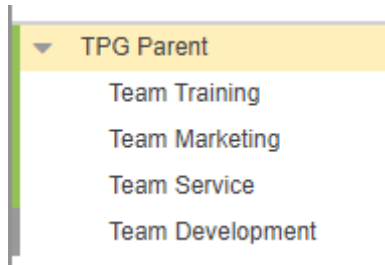 TPG Parent
Team Training
Team Marketing
Team Service
Team Development